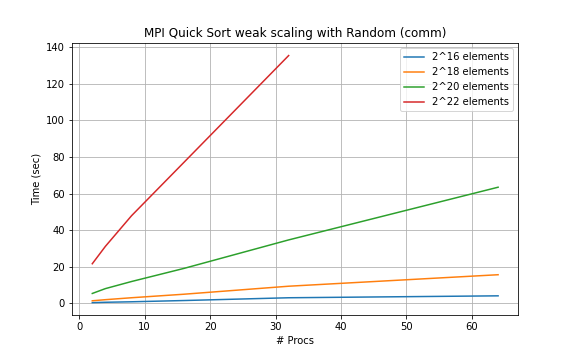 MPI Quick Sort weak scaling with Random (comm)
2^16 elements
2^18 elements
2^20 elements
2^22 elements
Time (sec)
140
120
100
80
60
40
20
0
0 10 20 30 40 50 60
# Procs